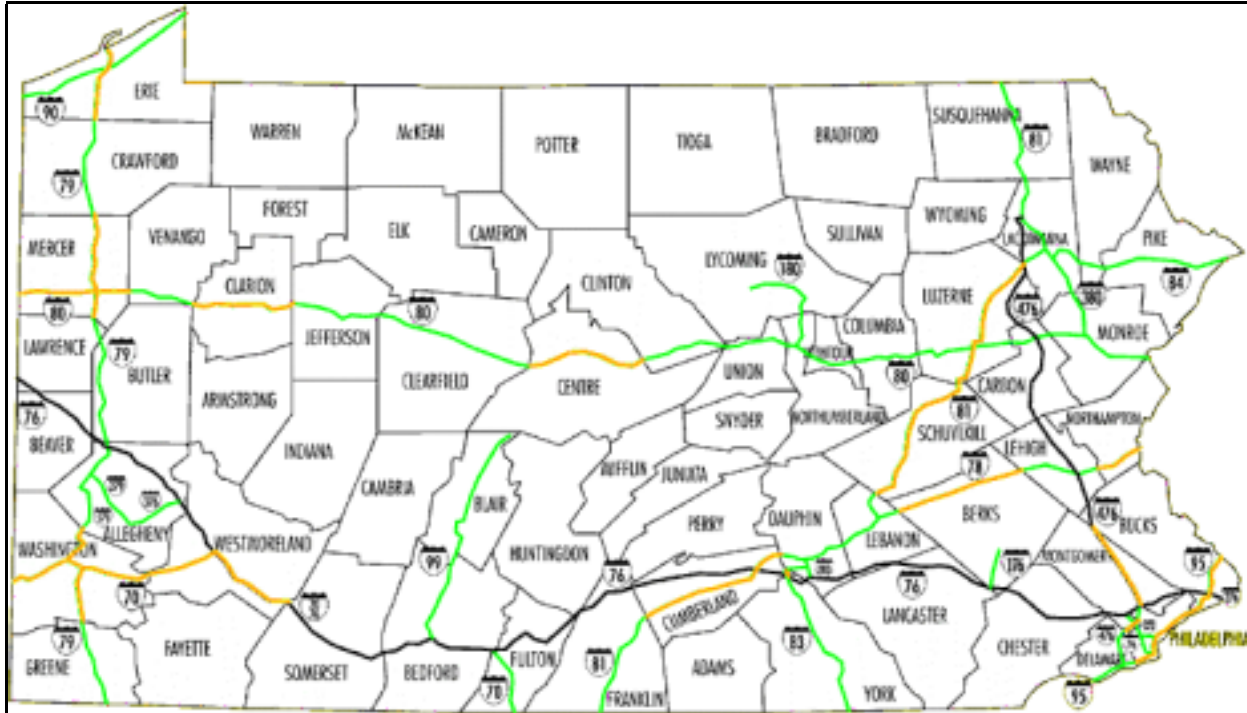 ERIE
90
WARREN
McKEAN
POTTER
TIOGA
BRADFORD
SUSQUEHANNA
81
WAYNE
CRAWFORD
79
FOREST
VENANGO
ELK
CAMERON
WYOMING
SULLIVAN
LACKAWANNA
PIKE
MERCER
CLARION
CLINTON
LYCOMING
180
LUZERNE
84
80
JEFFERSON
80
COLUMBIA
476
380
MONROE
LAWRENCE
79
BUTLER
CLEARFIELD
CENTRE
UNION
80
CARBON
76
ARMSTRONG
SNYDER
NORTHUMBERLAND
81
NORTHAMPTON
BEAVER
INDIANA
MIFFLIN
JUNIATA
SCHUYLKILL
LEHIGH
78
279
CAMBRIA
BLAIR
PERRY
DAUPHIN
BERKS
476
BUCKS
ALLEGHENY
WASHINGTON
WESTMORELAND
HUNTINGDON
LEBANON
MONTGOMERY
99
76
76
176
95
70
CUMBERLAND
LANCASTER
FAYETTE
79
GREENE
SOMERSET
BEDFORD
FULTON
81
ADAMS
83
CHESTER
476
PHILADELPHIA
DELAWARE
70
FRANKLIN
YORK
95